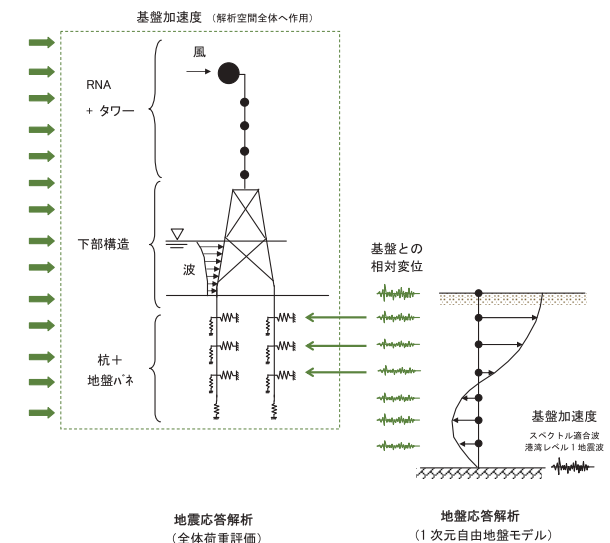 基盤加速度 （解析空間全体へ作用）
風
RNA
+ タワー
下部構造
波
杭＋
地盤ﾊﾞﾈ
基盤との
相対変位
基盤加速度
スペクトル適合波
港湾レベル１地震波
地震応答解析
（全体荷重評価）
地盤応答解析
（1 次元自由地盤モデル）